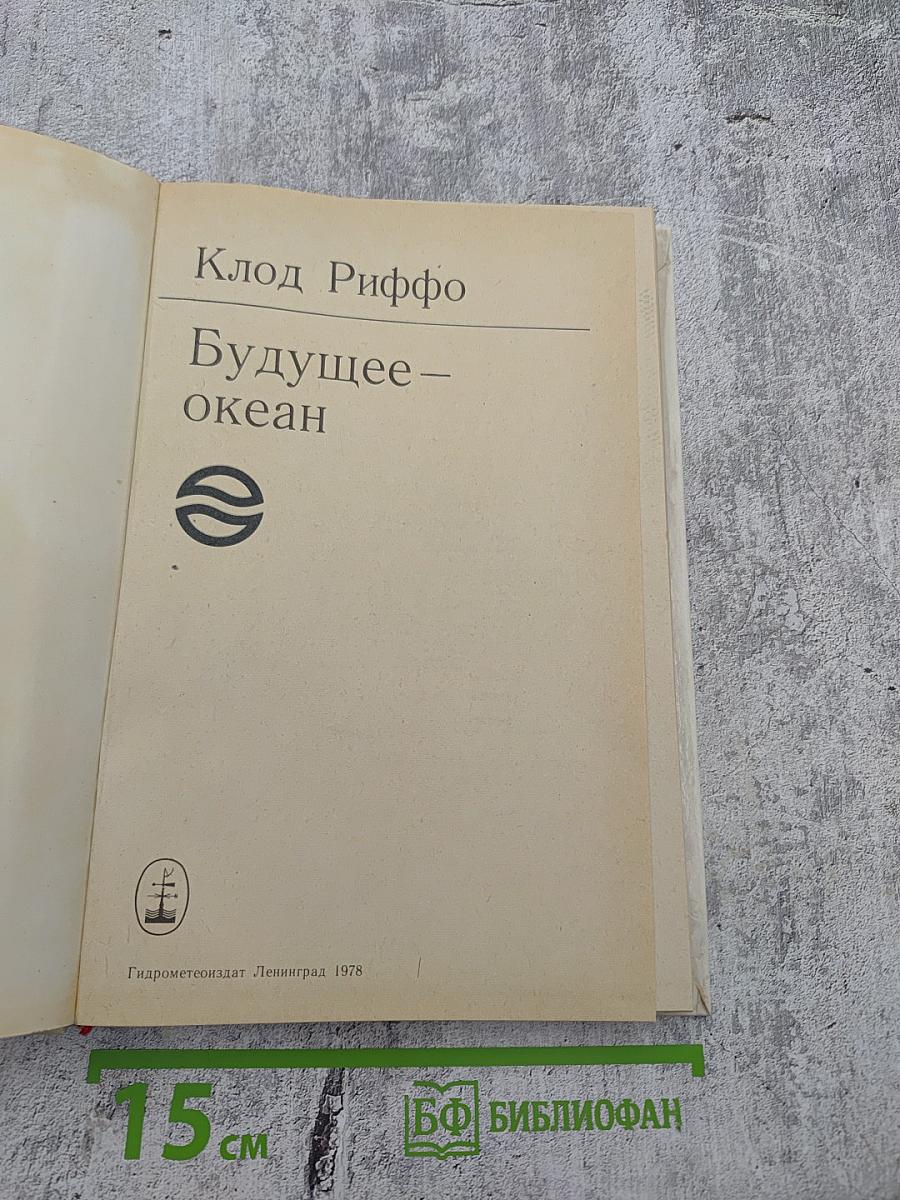 Клод Риффо
Будущее —
океан
Гидрометеоиздат Ленинград 1978
15 см
БФ БИБЛИОФАН